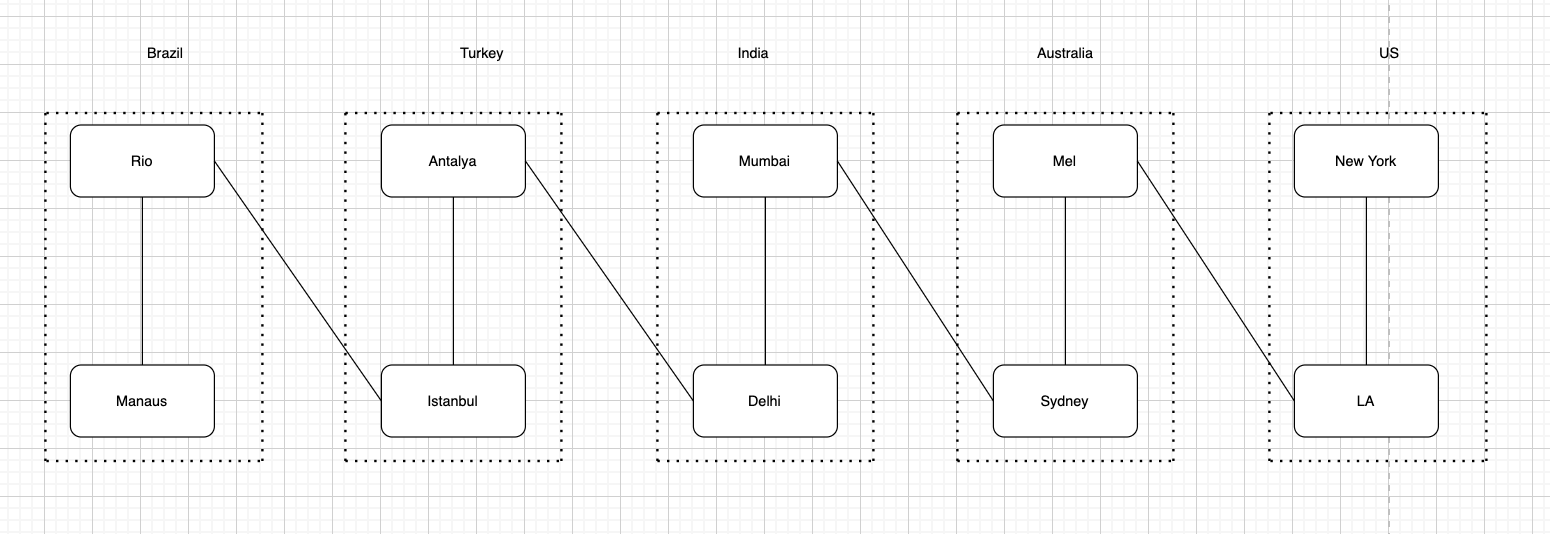 Brazil
Turkey
India
Australia
US
Rio
Antalya
Mumbai
Mel
New York
Manaus
Istanbul
Delhi
Sydney
LA